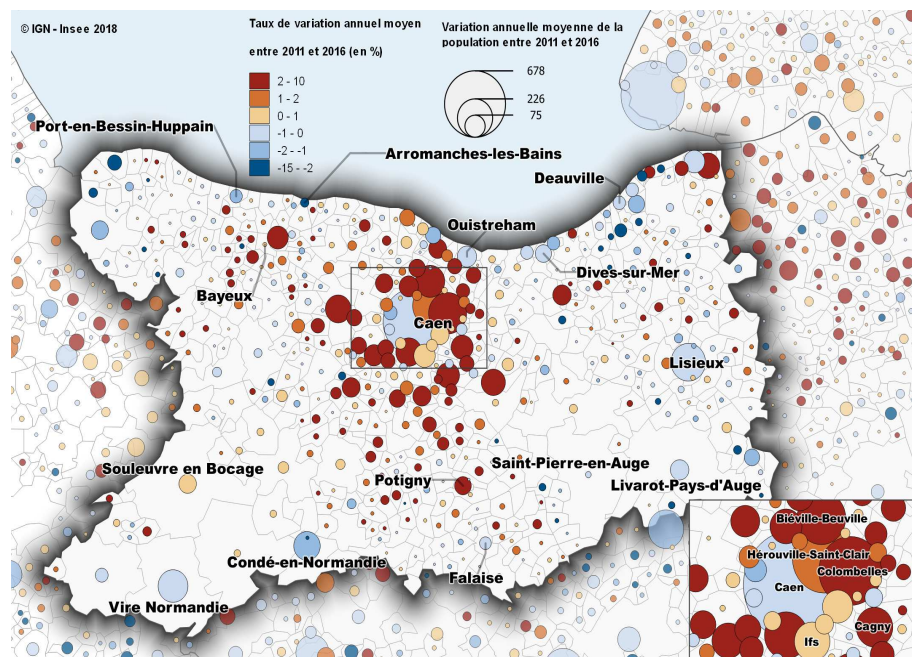 © IGN - Insee 2018
Taux de variation annuel moyen
entre 2011 et 2016 (en %)
2 - 10
1 - 2
0 - 1
-1 - 0
-2 - -1
-15 - -2
Variation annuelle moyenne de la
population entre 2011 et 2016
678
226
75
Port-en-Bessin-Huppain
Arromanches-les-Bains
Deauville
Ouistreham
Dives-sur-Mer
Bayeux
Caen
Lisieux
Souleuvre en Bocage
Saint-Pierre-en-Auge
Potigny
Livarot-Pays-d'Auge
Condé-en-Normandie
Falaise
Vire Normandie
Biéville-Beuville
Hérouville-Saint-Clair
Colombelles
Caen
Cagny
Ifs